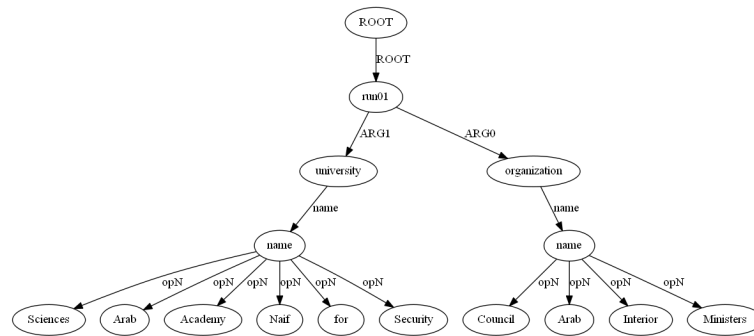 ROOT
ROOT
run01
ARG1 ARG0
university organization
name name
name name
opN opN opN opN opN opN opN opN opN opN
Sciences Arab Academy Naif for Security Council Arab Interior Ministers